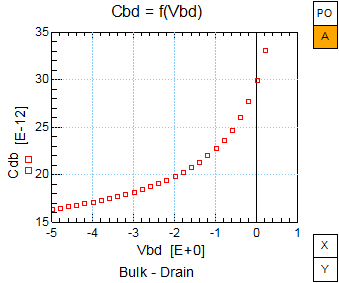 Cbd = f(Vbd)
PO
A
35
30
25
20
15
Cdb [E-12]
-5 -4 -3 -2 -1 0 1
Vbd [E+0]
Bulk - Drain
X
Y